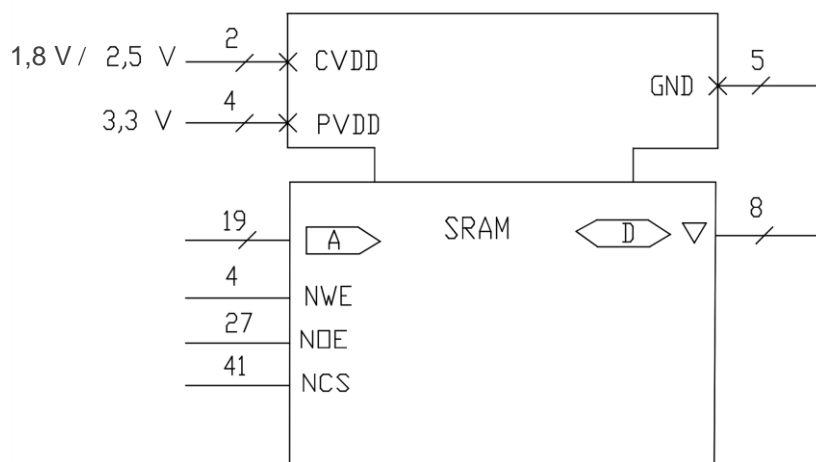 2
1,8 V / 2,5 V CVDD
5
GND
4
3,3 V PVDD
19
A SRAM D
8
4
NWE
27
NOE
41
NCS